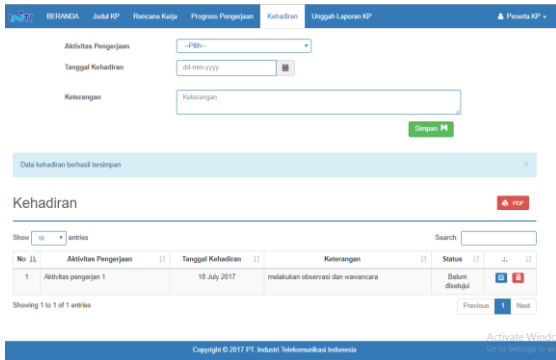 inti BERANDA Judul KP Rencana Kerja Progress Pengerjaan Kehadiran Unggah Laporan KP Peserta KP
Aktivitas Pengerjaan --Pilih--
Tanggal Kehadiran dd-mm-yyyy
Keterangan Keterangan
Simpan
Data kehadiran berhasil tersimpan ×
Kehadiran PDF
Show 10 entries Search:
No Aktivitas Pengerjaan Tanggal Kehadiran Keterangan Status .:.
1 Aktivitas pengerjan 1 18 July 2017 melakukan observasi dan wawancara Belum
disetujui
Showing 1 to 1 of 1 entries Previous 1 Next
Activate Windo
Go to Settings to ac
Copyright © 2017 PT. Industri Telekomunikasi Indonesia